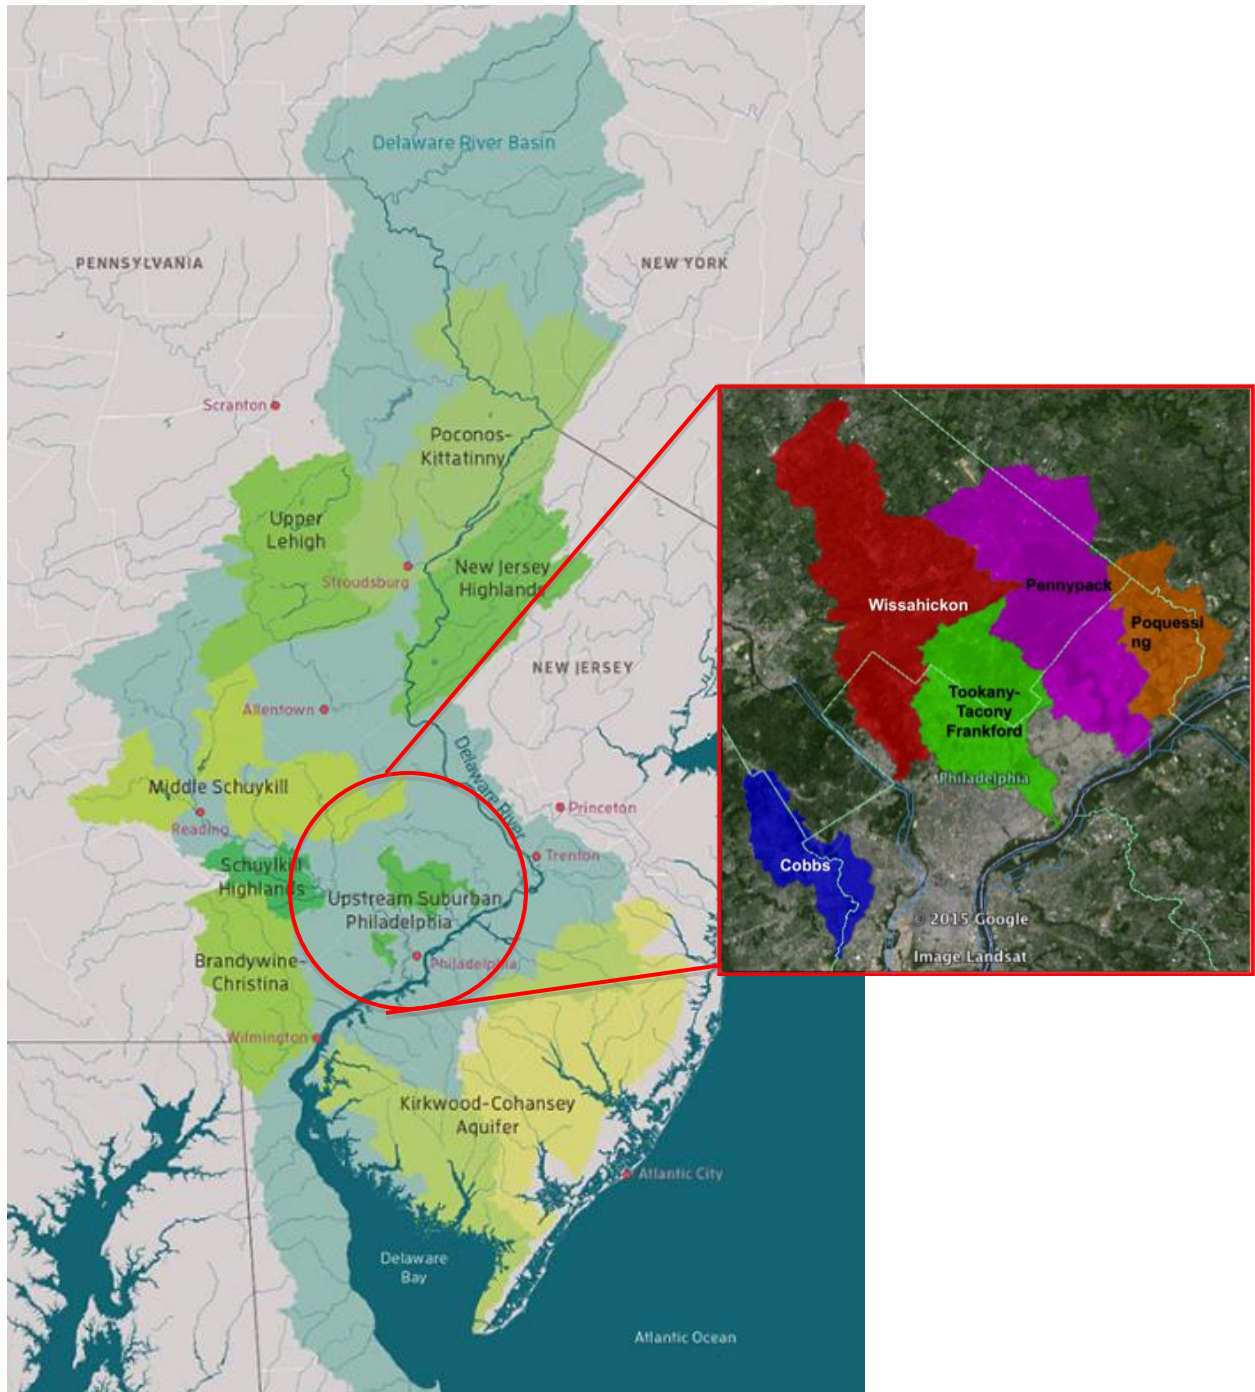 Delaware River Basin
PENNSYLVANIA
NEW YORK
Scranton
Poconos-
Kittatinny
Upper
Lehigh
Stroudsburg
New Jersey
Highlands
NEW JERSEY
Allentown
Delaware River
Middle Schuykill
Reading
Princeton
Trenton
Schuylkill
Highlands
Upstream Suburban
Philadelphia
Philadelphia
Brandywine-
Christina
Wilmington
Kirkwood-Cohansey
Aquifer
Atlantic City
Delaware
Bay
Atlantic Ocean
Wissahickon
Pennypack
Poquessi
ng
Tookany-
Tacony
Frankford
Philadelphia
Cobbs
© 2015 Google
Image Landsat